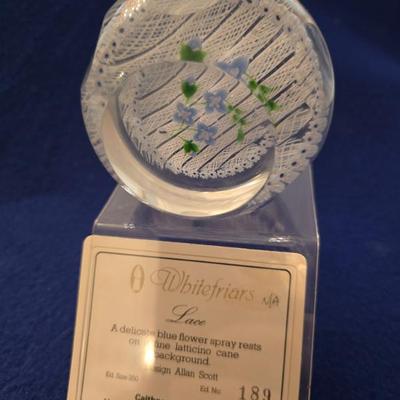 Whitefriars M/A
Lace
A delicate blue flower spray rests
on fine latticino cane
background.
Design Allan Scott
Ed. Size 350 Ed. No. 189